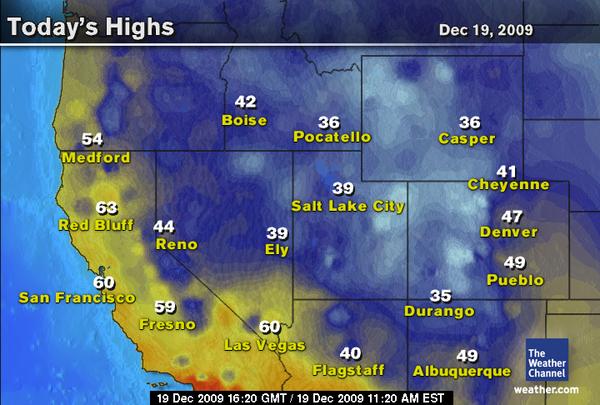 Today's Highs
Dec 19, 2009
42
Boise
36
Pocatello
36
Casper
54
Medford
41
Cheyenne
39
Salt Lake City
63
Red Bluff
44
Reno
39
Ely
47
Denver
49
Pueblo
60
San Francisco
59
Fresno
35
Durango
60
Las Vegas
40
Flagstaff
49
Albuquerque
The
Weather
Channel
weather.com
19 Dec 2009 16:20 GMT / 19 Dec 2009 11:20 AM EST